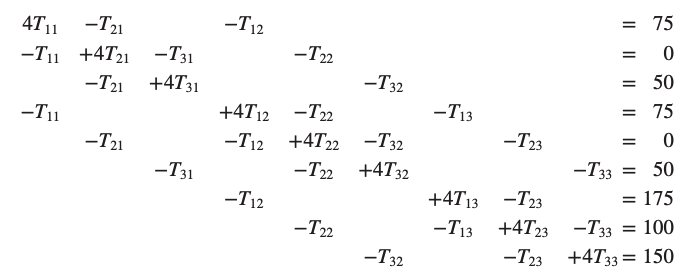 4T₁₁ −T₂₁ −T₁₂ = 75
−T₁₁ +4T₂₁ −T₃₁ −T₂₂ = 0
−T₂₁ +4T₃₁ −T₃₂ = 50
−T₁₁ +4T₁₂ −T₂₂ −T₁₃ = 75
−T₂₁ −T₁₂ +4T₂₂ −T₃₂ −T₂₃ = 0
−T₃₁ −T₂₂ +4T₃₂ −T₃₃ = 50
−T₁₂ +4T₁₃ −T₂₃ = 175
−T₂₂ −T₁₃ +4T₂₃ −T₃₃ = 100
−T₃₂ −T₂₃ +4T₃₃ = 150